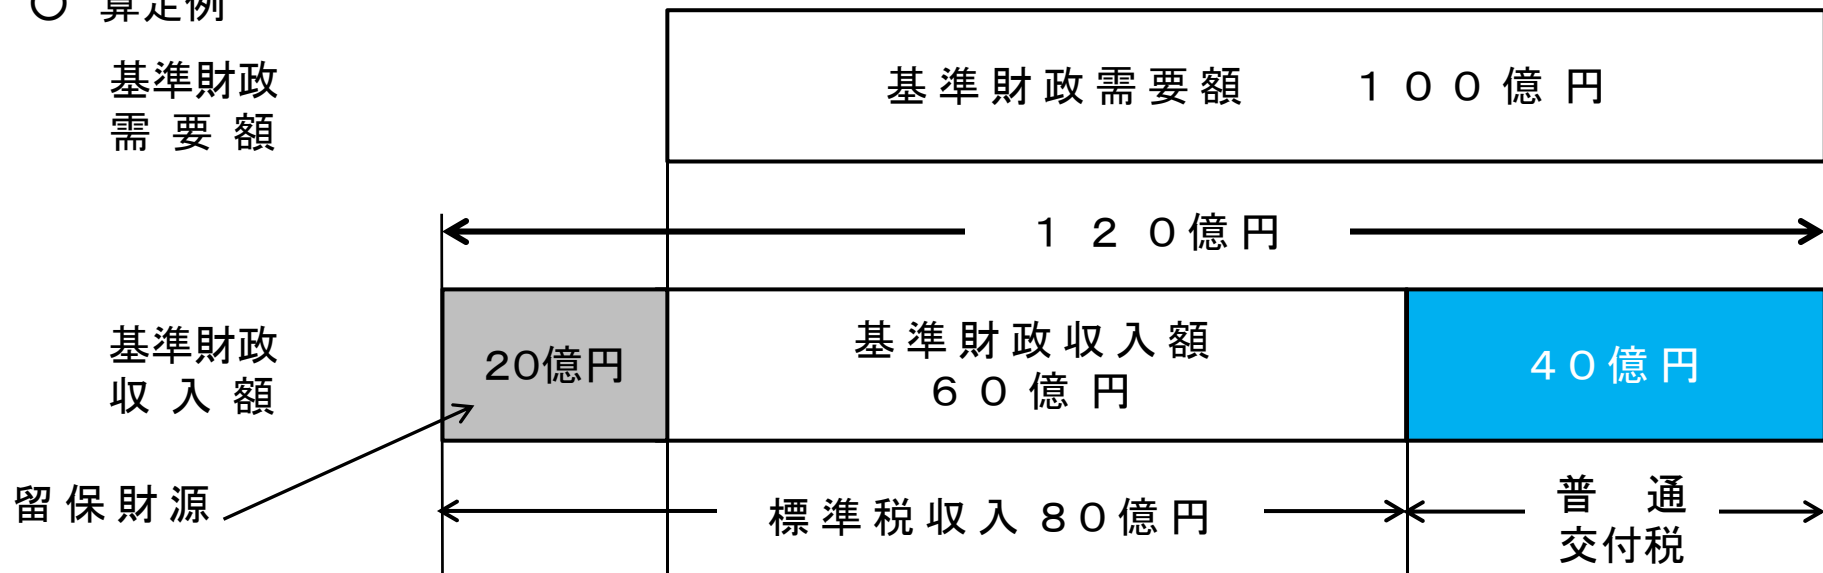 ○ 算定例
基準財政
需要額
基準財政需要額 １００億円
１２０億円
基準財政
収入額
20億円
基準財政収入額
６０億円
４０億円
留保財源
標準税収入８０億円
普通
交付税